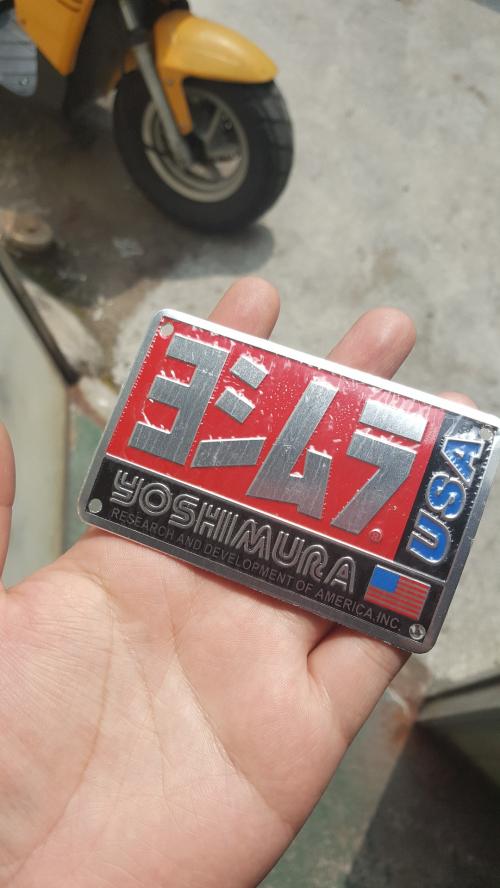 ヨシムラ®
USA
YOSHIMURA
RESEARCH AND DEVELOPMENT OF AMERICA,INC.